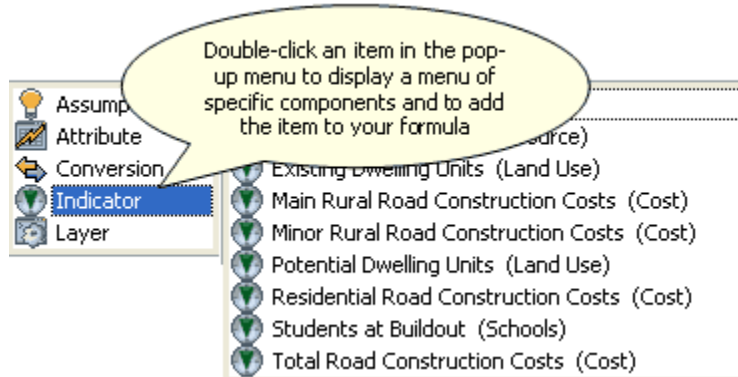 Double-click an item in the pop-
up menu to display a menu of
specific components and to add
the item to your formula
Attribute
Conversion
Indicator
Layer
Existing Dwelling Units (Land Use)
Main Rural Road Construction Costs (Cost)
Minor Rural Road Construction Costs (Cost)
Potential Dwelling Units (Land Use)
Residential Road Construction Costs (Cost)
Students at Buildout (Schools)
Total Road Construction Costs (Cost)